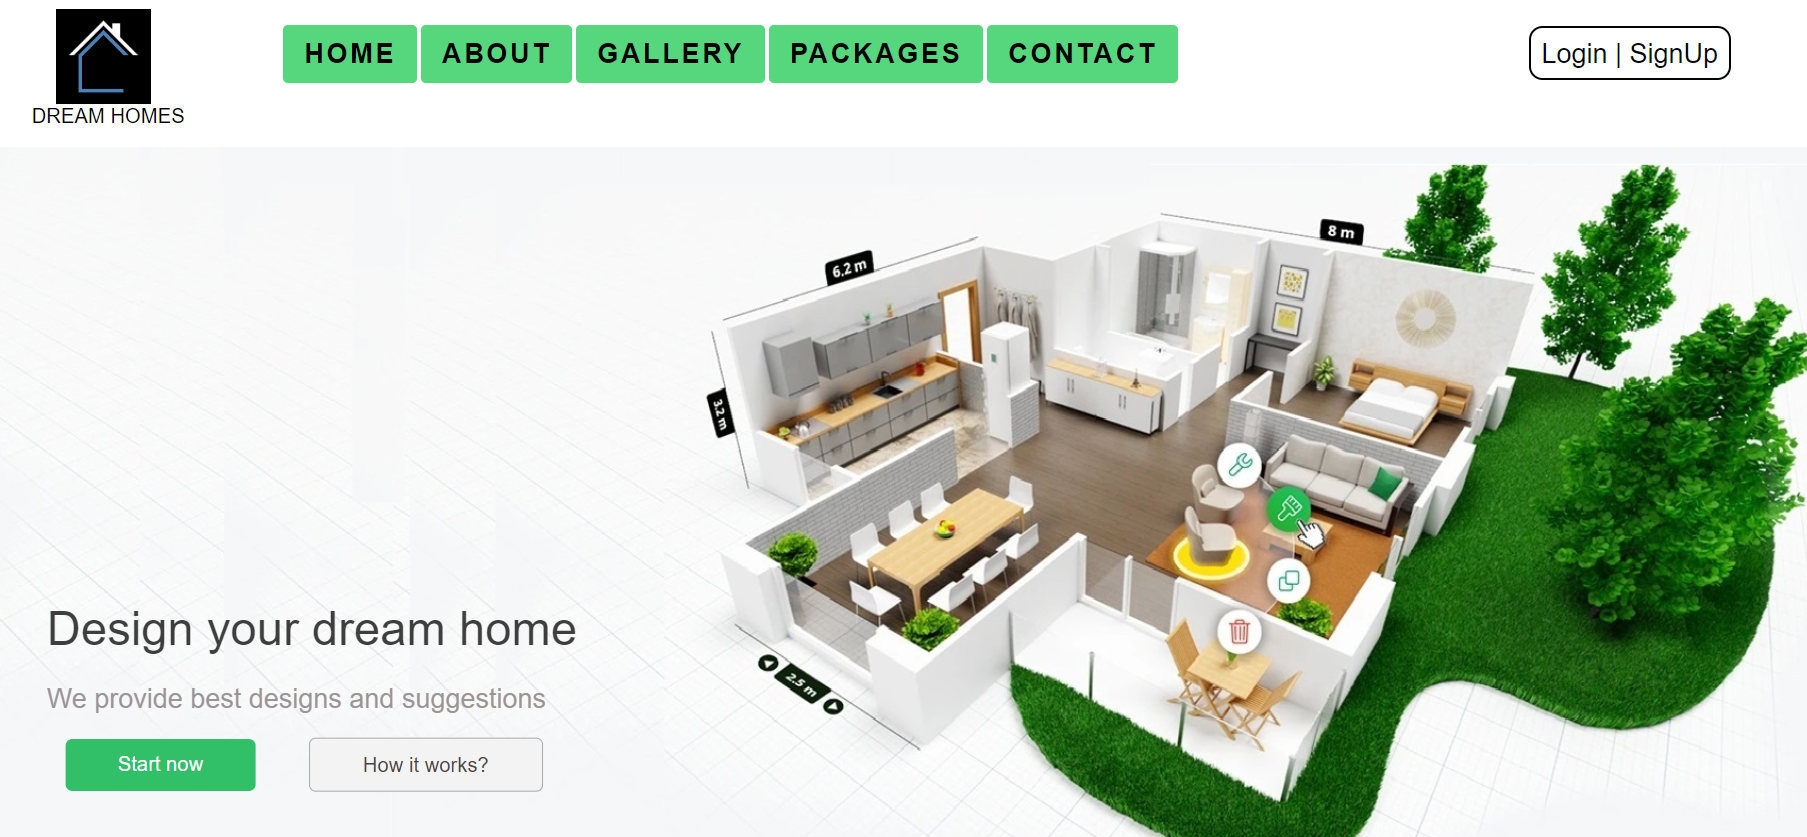 DREAM HOMES
HOME ABOUT GALLERY PACKAGES CONTACT
Login | SignUp
8 m
6.2 m
3.2 m
2.5 m
Design your dream home
We provide best designs and suggestions
Start now
How it works?